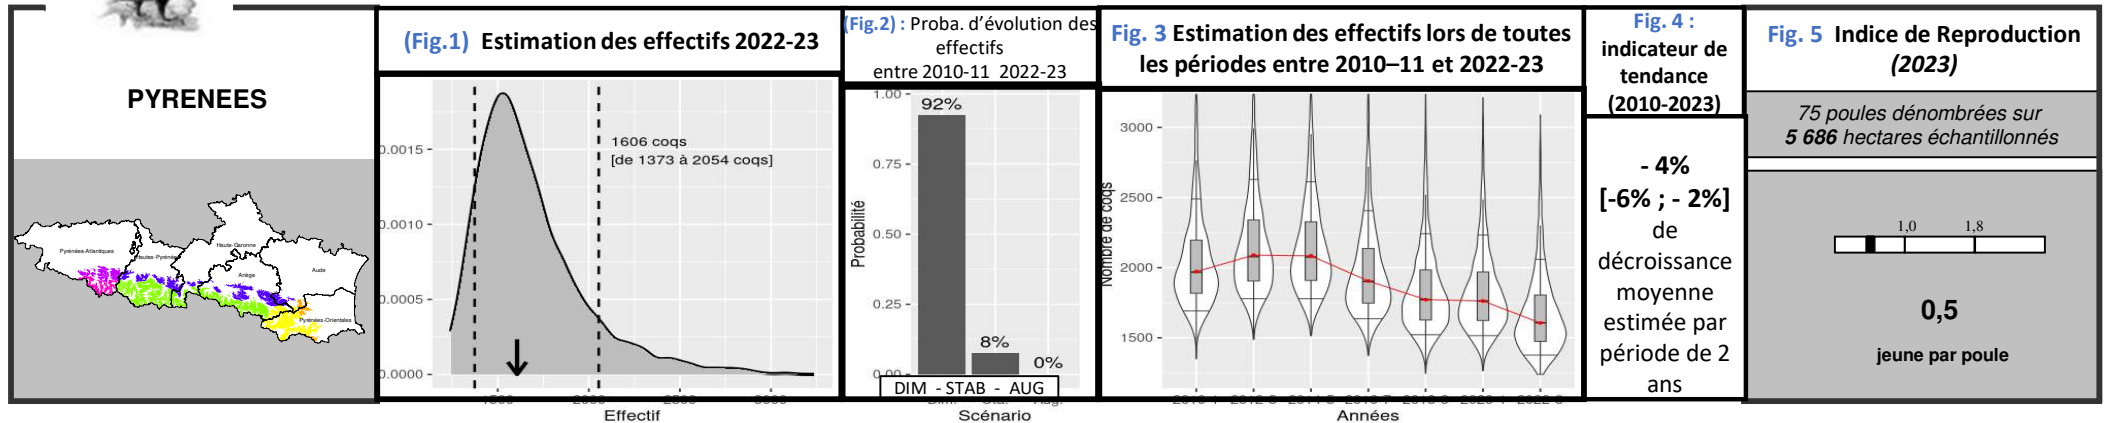 PYRENEES
Pyrénées-Atlantiques
Hautes-Pyrénées
Haute-Garonne
Ariège
Aude
Pyrénées-Orientales
(Fig.1) Estimation des effectifs 2022-23
0.0015
0.0010
0.0005
0.0000
1606 coqs
[de 1373 à 2054 coqs]
1500
2000
2500
3000
Effectif
(Fig.2) : Proba. d’évolution des
effectifs
entre 2010-11 2022-23
Probabilité
1.00
0.75
0.50
0.25
0.00
92%
8%
0%
DIM - STAB - AUG
Scénario
Fig. 3 Estimation des effectifs lors de toutes
les périodes entre 2010–11 et 2022-23
Nombre de coqs
3000
2500
2000
1500
Années
Fig. 4 :
indicateur de
tendance
(2010-2023)
- 4%
[-6% ; - 2%]
de
décroissance
moyenne
estimée par
période de 2
ans
Fig. 5 Indice de Reproduction
(2023)
75 poules dénombrées sur
5 686 hectares échantillonnés
1,0 1,8
0,5
jeune par poule